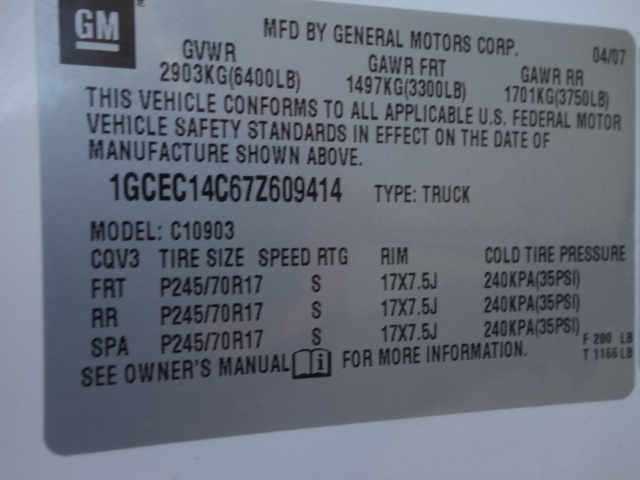 GM
MFD BY GENERAL MOTORS CORP. 04/07
GVWR GAWR FRT GAWR RR
2903KG(6400LB) 1497KG(3300LB) 1701KG(3750LB)
THIS VEHICLE CONFORMS TO ALL APPLICABLE U.S. FEDERAL MOTOR
VEHICLE SAFETY STANDARDS IN EFFECT ON THE DATE OF
MANUFACTURE SHOWN ABOVE.
1GCEC14C67Z609414 TYPE: TRUCK
MODEL: C10903
CQV3 TIRE SIZE SPEED RTG RIM COLD TIRE PRESSURE
FRT P245/70R17 S 17X7.5J 240KPA(35PSI)
RR P245/70R17 S 17X7.5J 240KPA(35PSI)
SPA P245/70R17 S 17X7.5J 240KPA(35PSI)
SEE OWNER'S MANUAL i FOR MORE INFORMATION.
F 200 LB
T 1166 LB